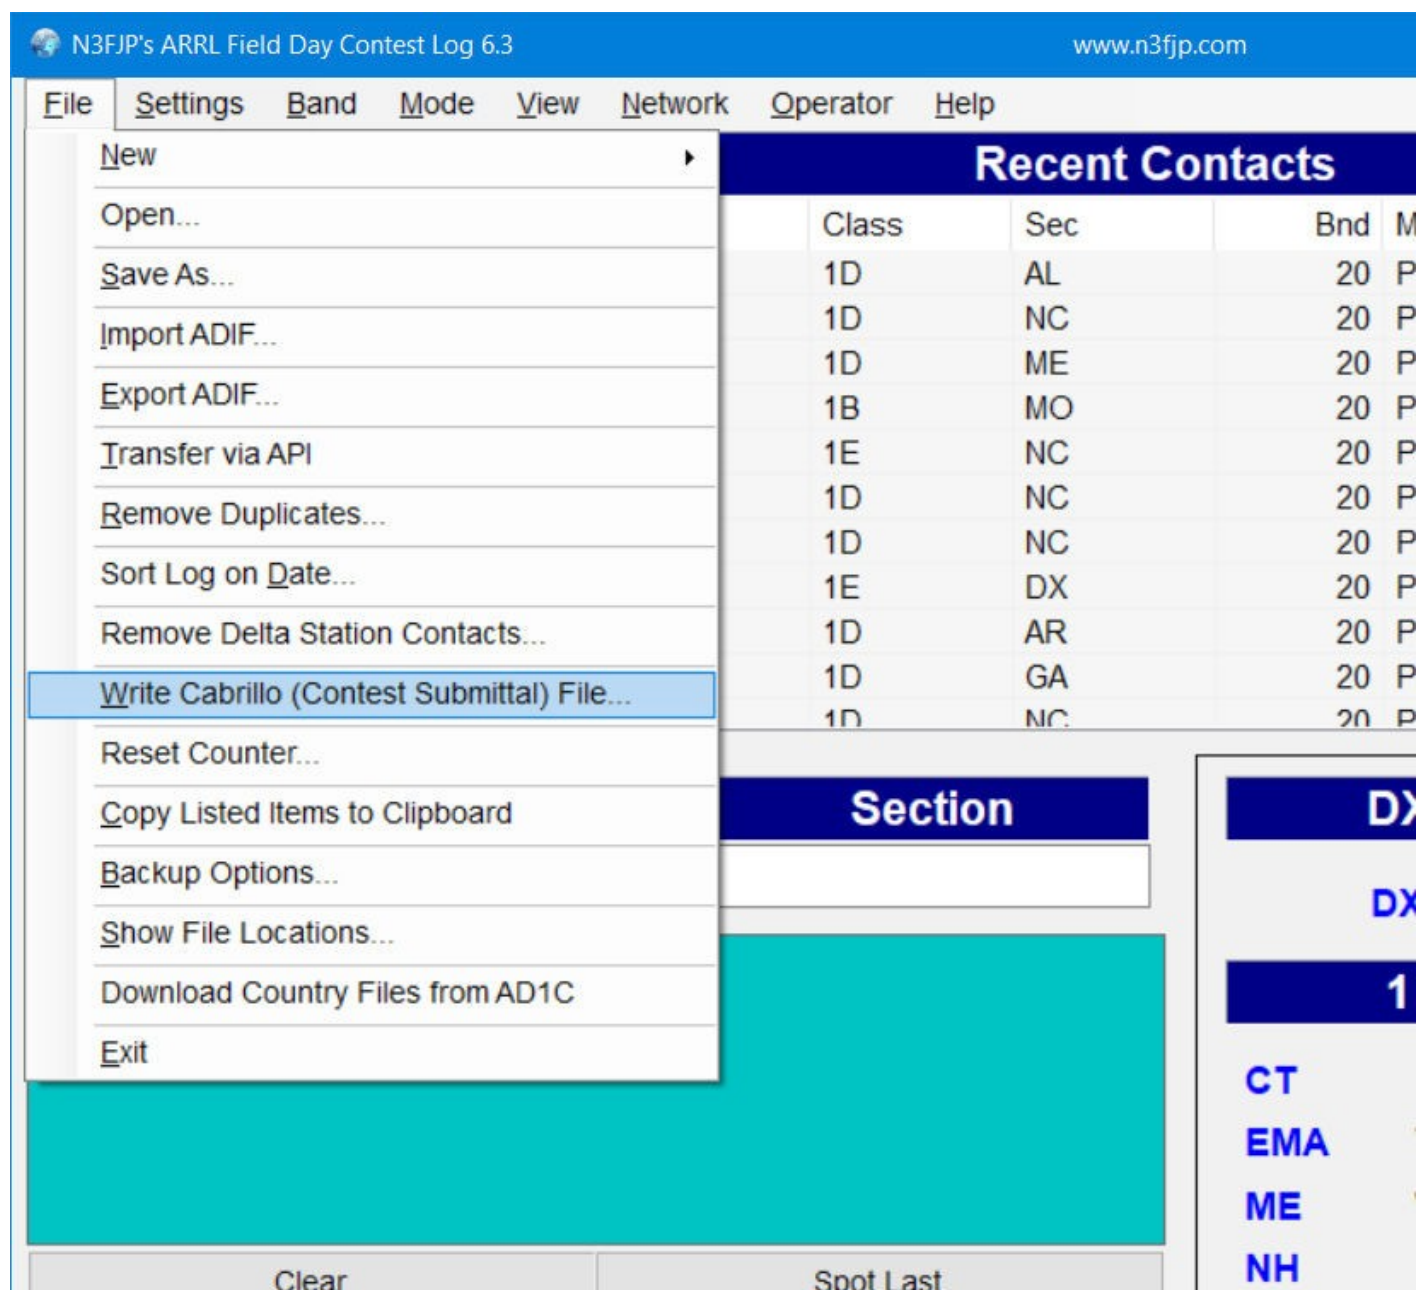 N3FJP's ARRL Field Day Contest Log 6.3 www.n3fjp.com
File Settings Band Mode View Network Operator Help
New
Open...
Save As...
Import ADIF...
Export ADIF...
Transfer via API
Remove Duplicates...
Sort Log on Date...
Remove Delta Station Contacts...
Write Cabrillo (Contest Submittal) File...
Reset Counter...
Copy Listed Items to Clipboard
Backup Options...
Show File Locations...
Download Country Files from AD1C
Exit
Recent Contacts
Class Sec Bnd M
1D AL 20 P
1D NC 20 P
1D ME 20 P
1B MO 20 P
1E NC 20 P
1D NC 20 P
1D NC 20 P
1E DX 20 P
1D AR 20 P
1D GA 20 P
1D NC 20 P
Section
DX
DX
1
CT
EMA
ME
NH
Clear Spot Last